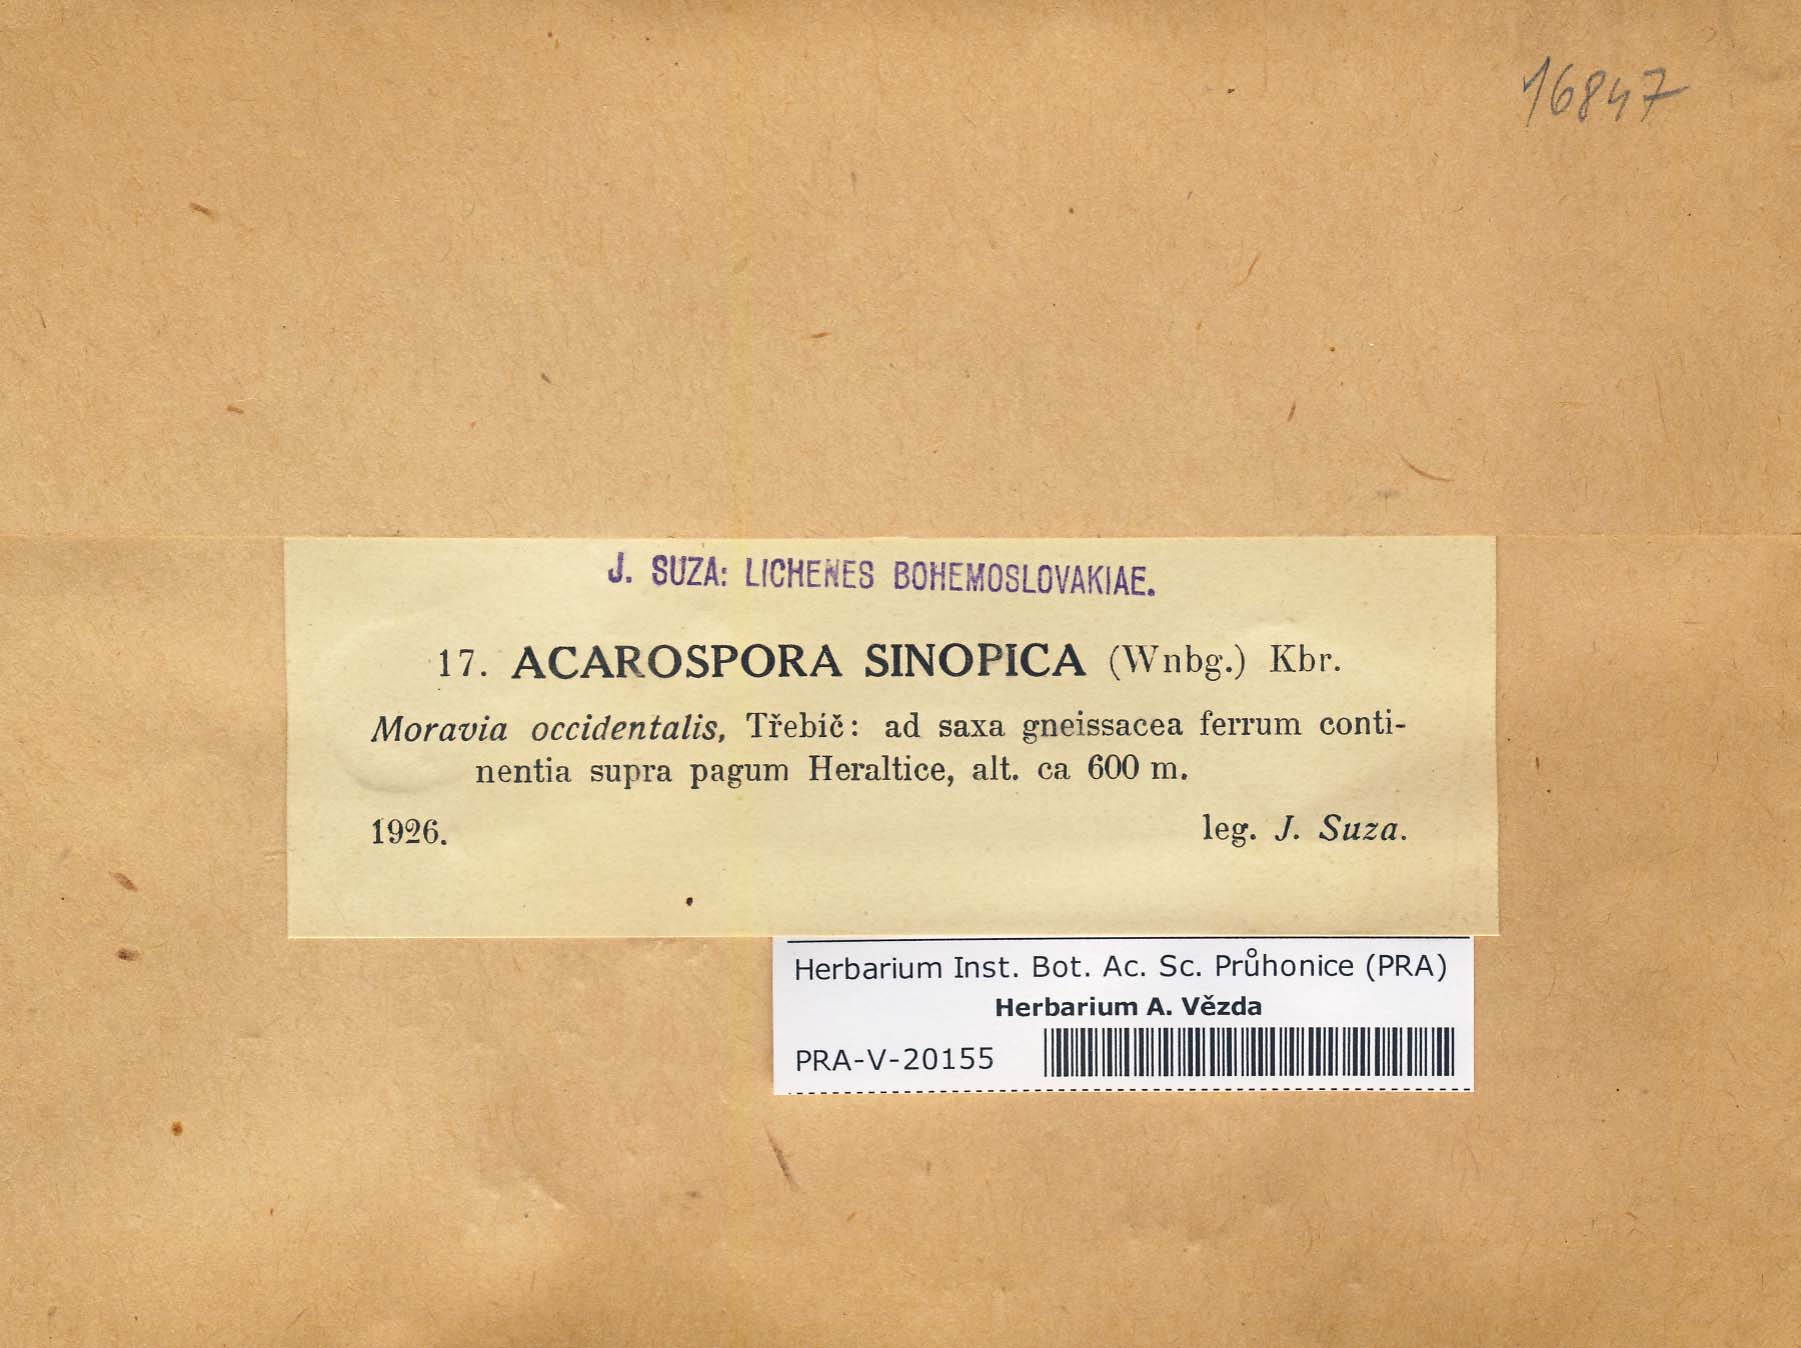 16847
J. SUZA: LICHENES BOHEMOSLOVAKIAE.
17. ACAROSPORA SINOPICA (Wnbg.) Kbr.
Moravia occidentalis, Třebíč: ad saxa gneissacea ferrum conti-
nentia supra pagum Heraltice, alt. ca 600 m.
1926. leg. J. Suza.
Herbarium Inst. Bot. Ac. Sc. Průhonice (PRA)
Herbarium A. Vězda
PRA-V-20155